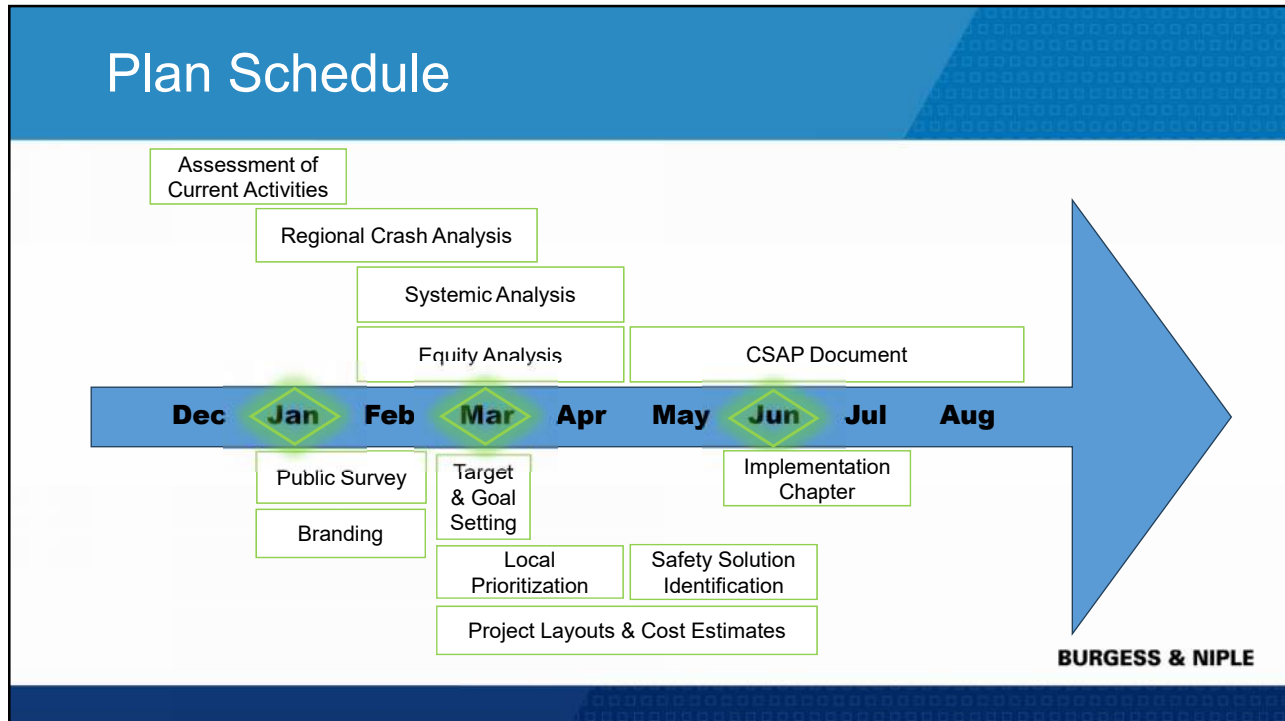 Plan Schedule
Assessment of
Current Activities
Regional Crash Analysis
Systemic Analysis
Equity Analysis
CSAP Document
Dec Jan Feb Mar Apr May Jun Jul Aug
Public Survey
Branding
Target
& Goal
Setting
Local
Prioritization
Project Layouts & Cost Estimates
Safety Solution
Identification
Implementation
Chapter
BURGESS & NIPLE